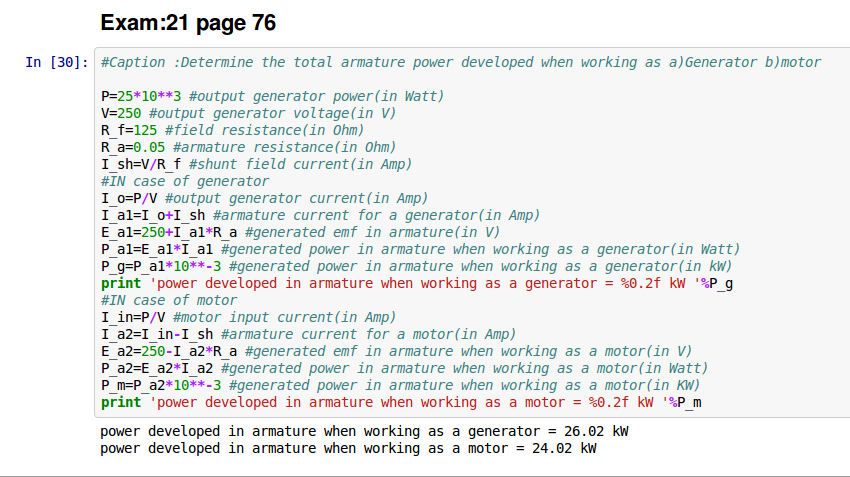 Exam:21 page 76
In [30]: #Caption :Determine the total armature power developed when working as a)Generator b)motor
P=25*10**3 #output generator power(in Watt)
V=250 #output generator voltage(in V)
R_f=125 #field resistance(in Ohm)
R_a=0.05 #armature resistance(in Ohm)
I_sh=V/R_f #shunt field current(in Amp)
#IN case of generator
I_o=P/V #output generator current(in Amp)
I_a1=I_o+I_sh #armature current for a generator(in Amp)
E_a1=250+I_a1*R_a #generated emf in armature(in V)
P_a1=E_a1*I_a1 #generated power in armature when working as a generator(in Watt)
P_g=P_a1*10**-3 #generated power in armature when working as a generator(in kW)
print 'power developed in armature when working as a generator = %0.2f kW '%P_g
#IN case of motor
I_in=P/V #motor input current(in Amp)
I_a2=I_in-I_sh #armature current for a motor(in Amp)
E_a2=250-I_a2*R_a #generated emf in armature when working as a motor(in V)
P_a2=E_a2*I_a2 #generated power in armature when working as a motor(in Watt)
P_m=P_a2*10**-3 #generated power in armature when working as a motor(in KW)
print 'power developed in armature when working as a motor = %0.2f kW '%P_m
power developed in armature when working as a generator = 26.02 kW
power developed in armature when working as a motor = 24.02 kW